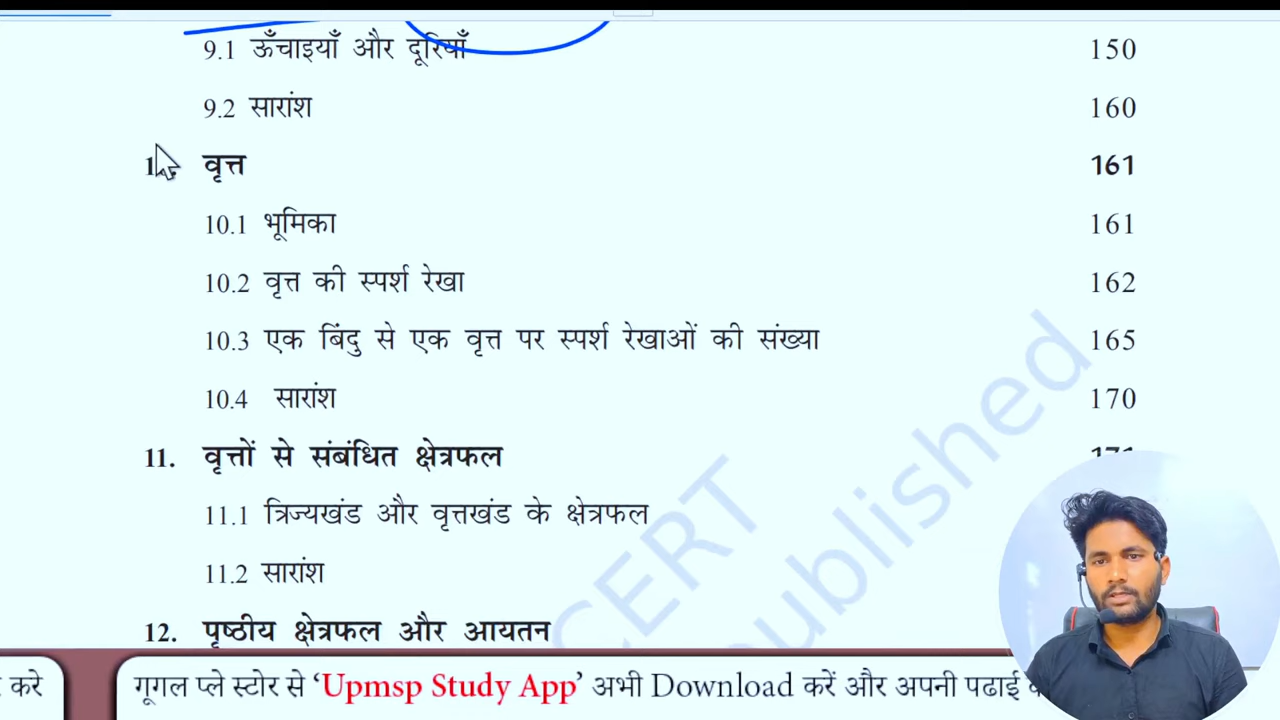 9.1 ऊँचाइयाँ और दूरियाँ 150
9.2 सारांश 160
वृत्त 161
10.1 भूमिका 161
10.2 वृत्त की स्पर्श रेखा 162
10.3 एक बिंदु से एक वृत्त पर स्पर्श रेखाओं की संख्या 165
10.4 सारांश 170
11. वृत्तों से संबंधित क्षेत्रफल
11.1 त्रिज्यखंड और वृत्तखंड के क्षेत्रफल
11.2 सारांश
12. पृष्ठीय क्षेत्रफल और आयतन
करे
गूगल प्ले स्टोर से ‘Upmsp Study App’ अभी Download करें और अपनी पढाई